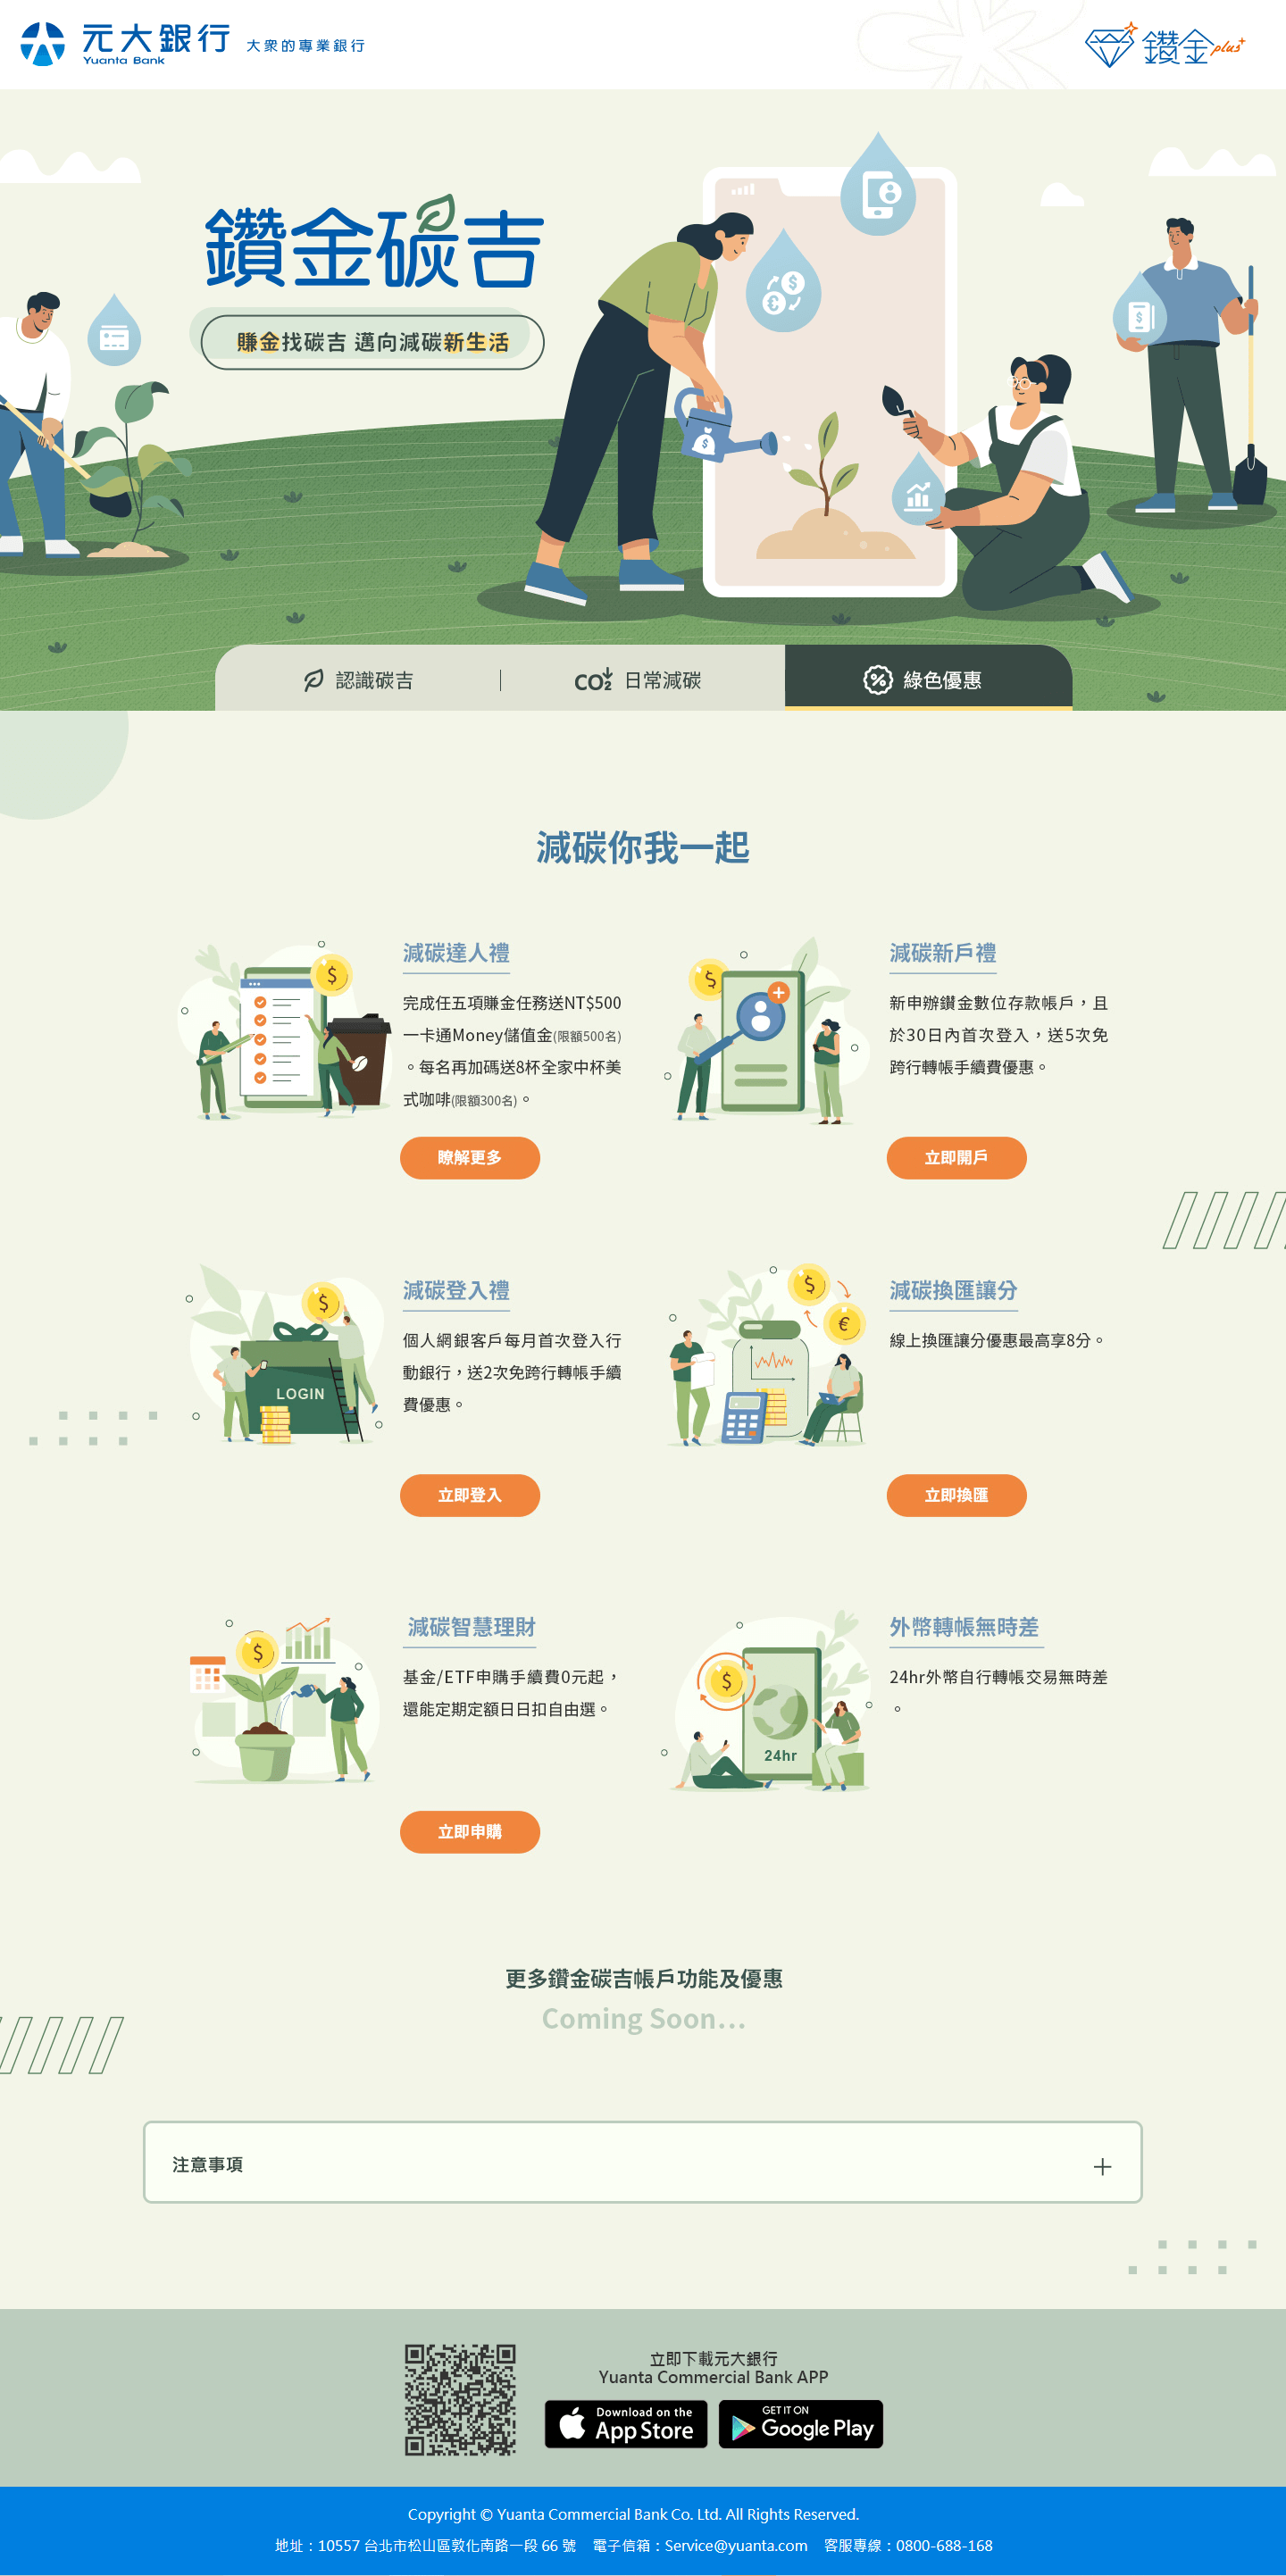 元大銀行 大衆的專業銀行
Yuanta Bank
鑽金plus
鑽金碳吉
賺金找碳吉 邁向減碳新生活
認識碳吉
CO2 日常減碳
綠色優惠
減碳你我一起
減碳達人禮
完成任五項賺金任務送NT$500
一卡通Money儲值金(限額500名)
。每名再加碼送8杯全家中杯美
式咖啡(限額300名)。
瞭解更多
減碳新戶禮
新申辦鑽金數位存款帳戶，且
於30日內首次登入，送5次免
跨行轉帳手續費優惠。
立即開戶
LOGIN
減碳登入禮
個人網銀客戶每月首次登入行
動銀行，送2次免跨行轉帳手續
費優惠。
立即登入
減碳換匯讓分
線上換匯讓分優惠最高享8分。
立即換匯
減碳智慧理財
基金/ETF申購手續費0元起，
還能定期定額日日扣自由選。
立即申購
24hr
外幣轉帳無時差
24hr外幣自行轉帳交易無時差
。
更多鑽金碳吉帳戶功能及優惠
Coming Soon...
注意事項
立即下載元大銀行
Yuanta Commercial Bank APP
Download on the
App Store
GET IT ON
Google Play
Copyright © Yuanta Commercial Bank Co. Ltd. All Rights Reserved.
地址：10557 台北市松山區敦化南路一段 66 號 電子信箱：Service@yuanta.com 客服專線：0800-688-168